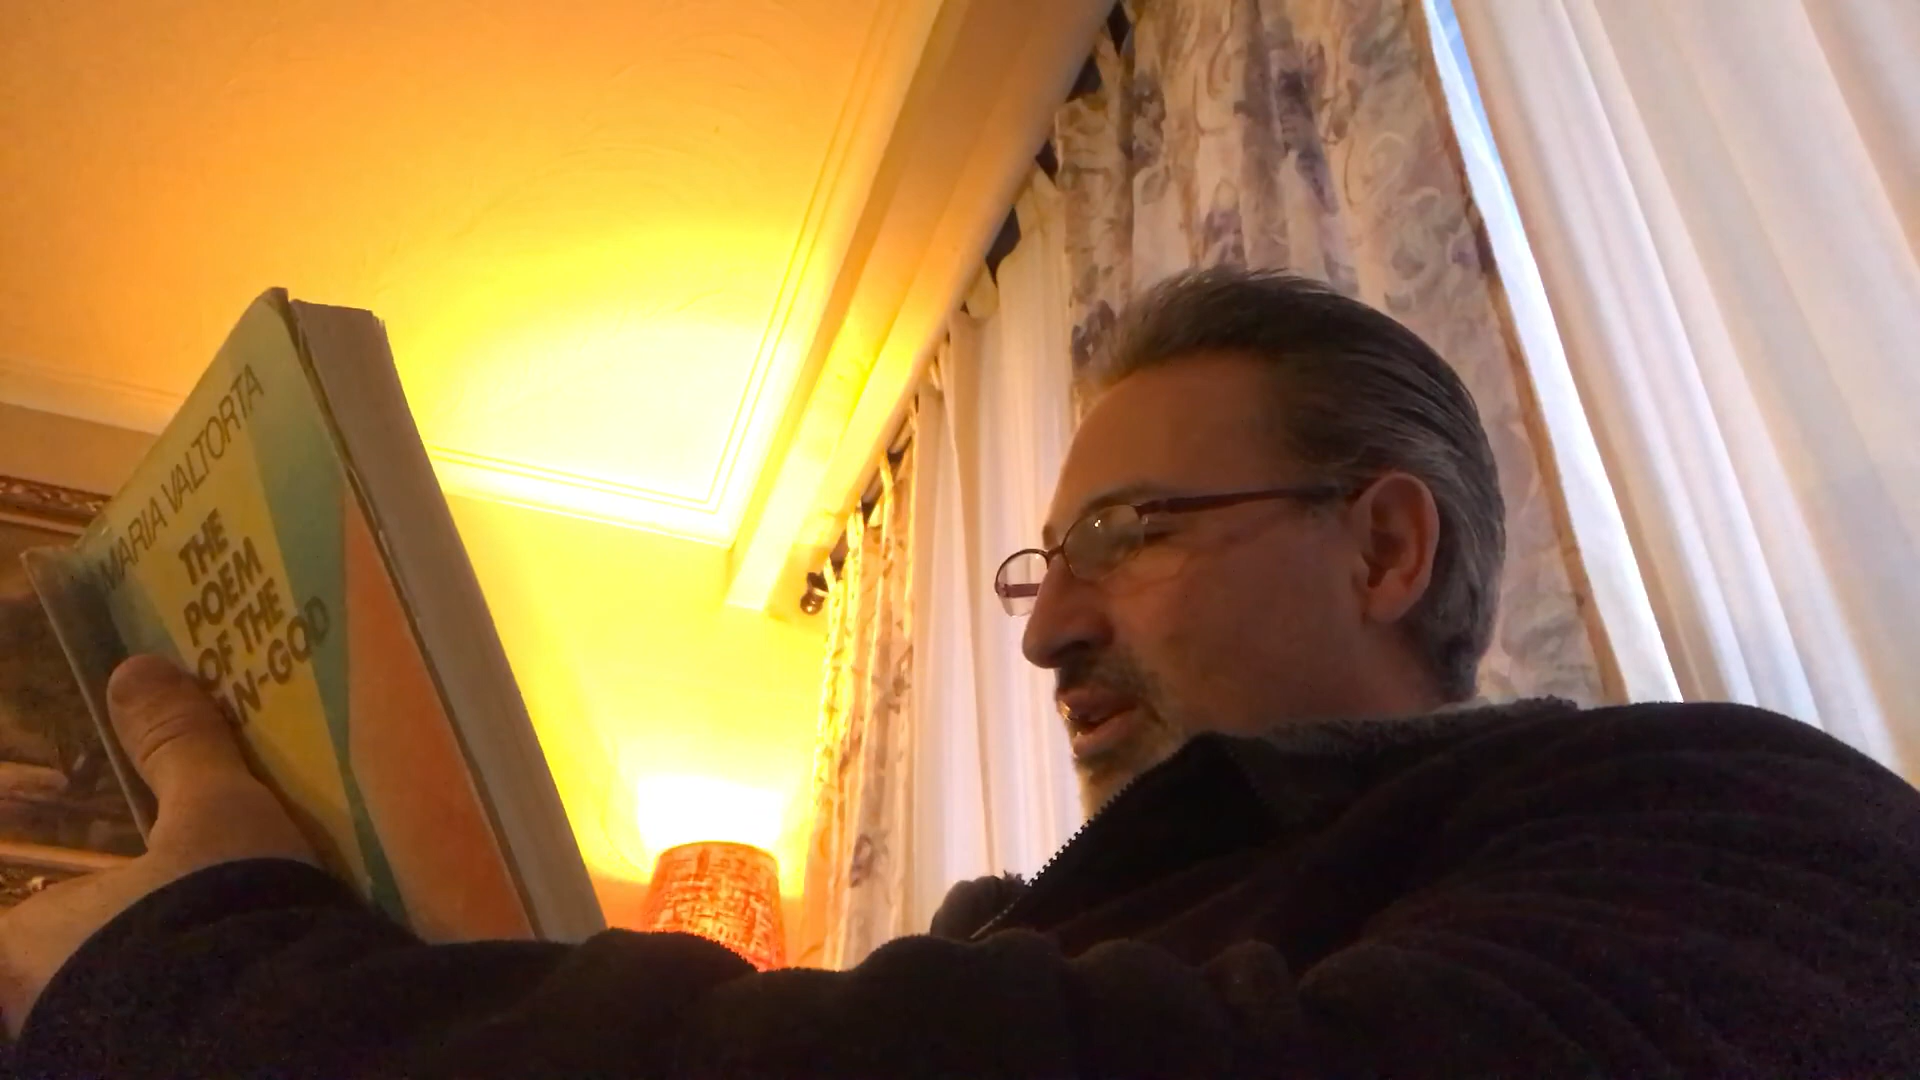 MARIA VALTORTA
THE
POEM
OF THE
AN-GOD